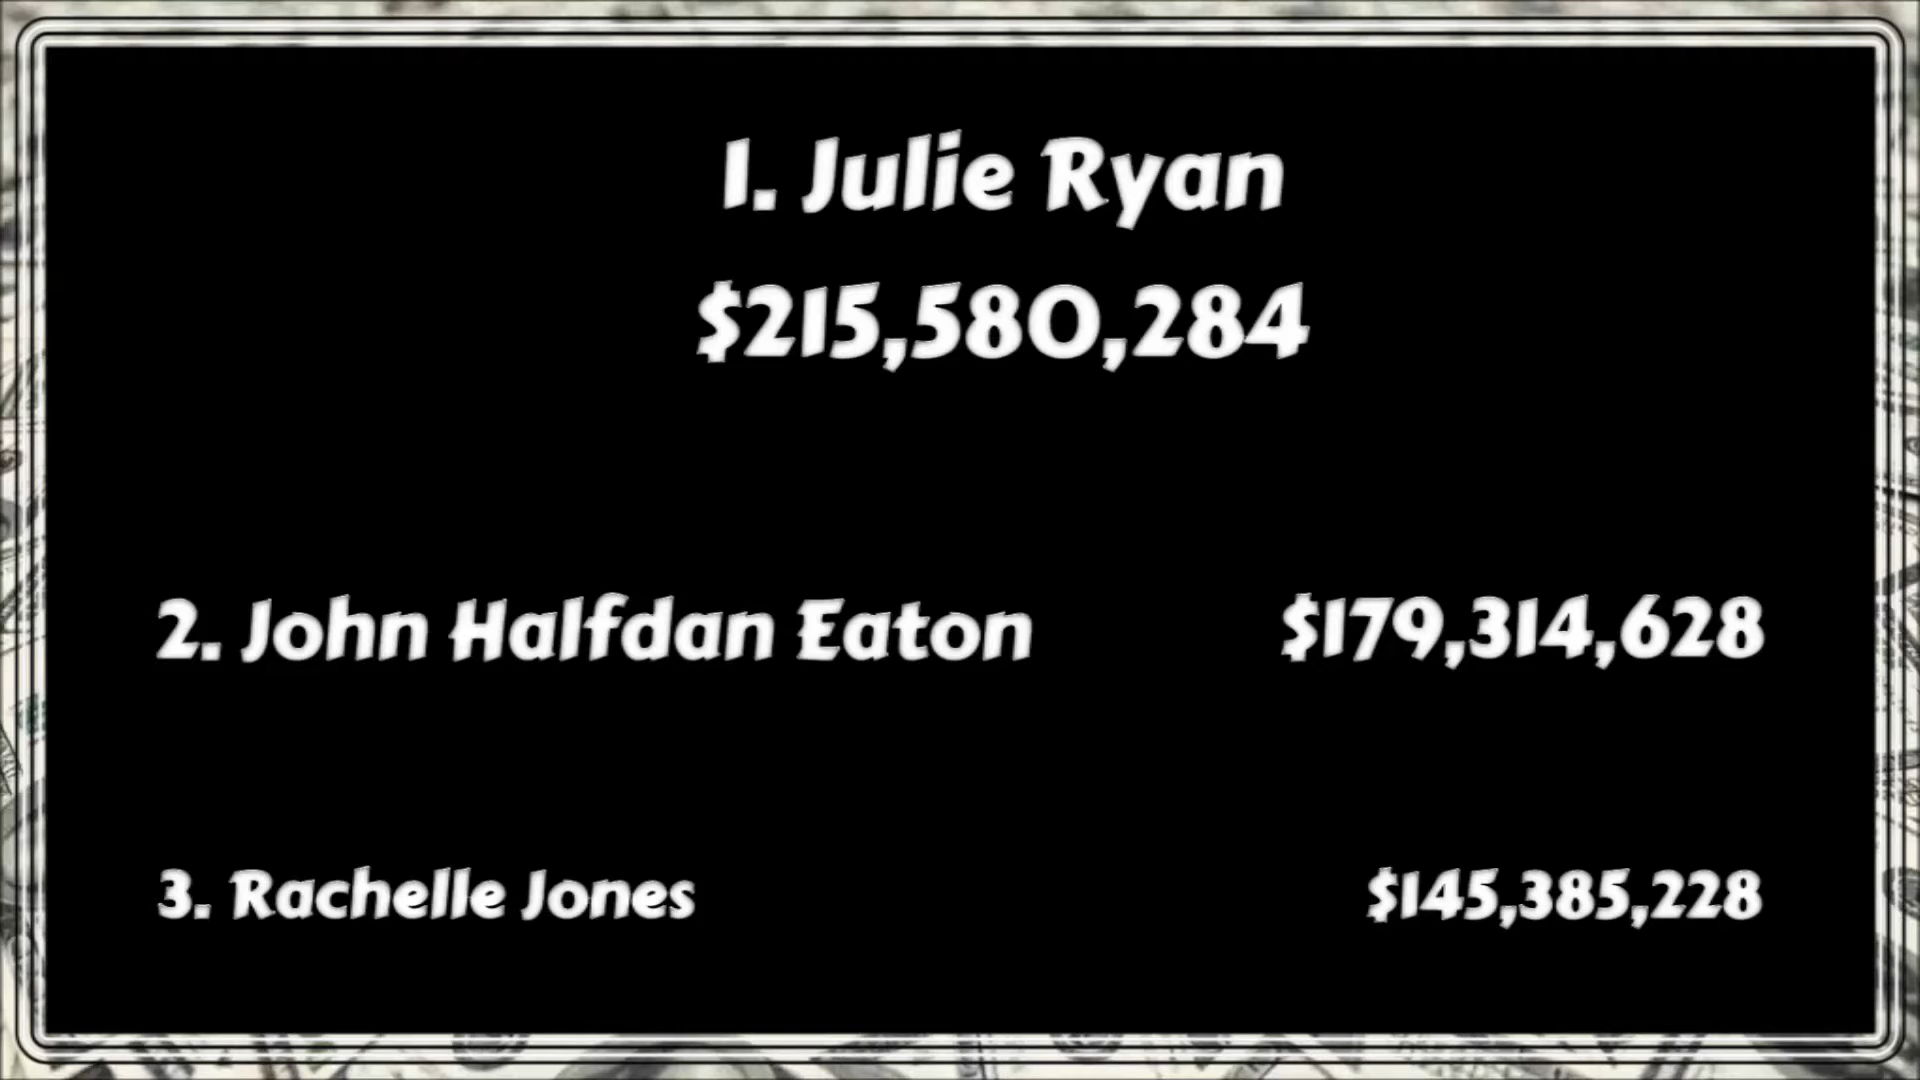 1. Julie Ryan
$215,580,284
2. John Halfdan Eaton $179,314,628
3. Rachelle Jones $145,385,228